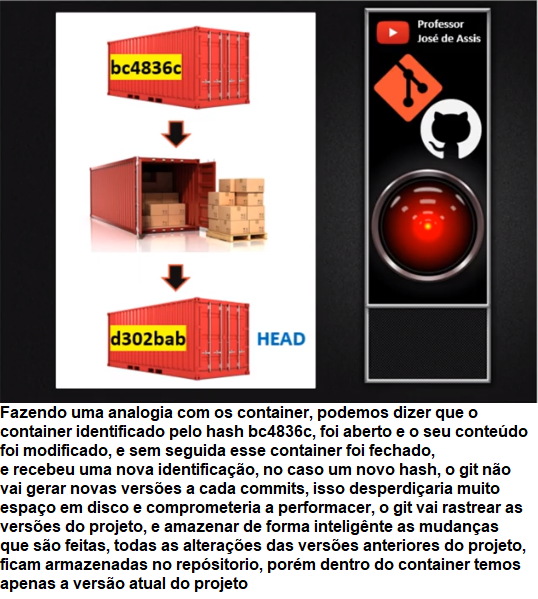 Professor
José de Assis
bc4836c
d302bab
HEAD
Fazendo uma analogia com os container, podemos dizer que o
container identificado pelo hash bc4836c, foi aberto e o seu conteúdo
foi modificado, e sem seguida esse container foi fechado,
e recebeu uma nova identificação, no caso um novo hash, o git não
vai gerar novas versões a cada commits, isso desperdiçaria muito
espaço em disco e comprometeria a performacer, o git vai rastrear as
versões do projeto, e amazenar de forma inteligênte as mudanças
que são feitas, todas as alterações das versões anteriores do projeto,
ficam armazenadas no repósitorio, porém dentro do container temos
apenas a versão atual do projeto